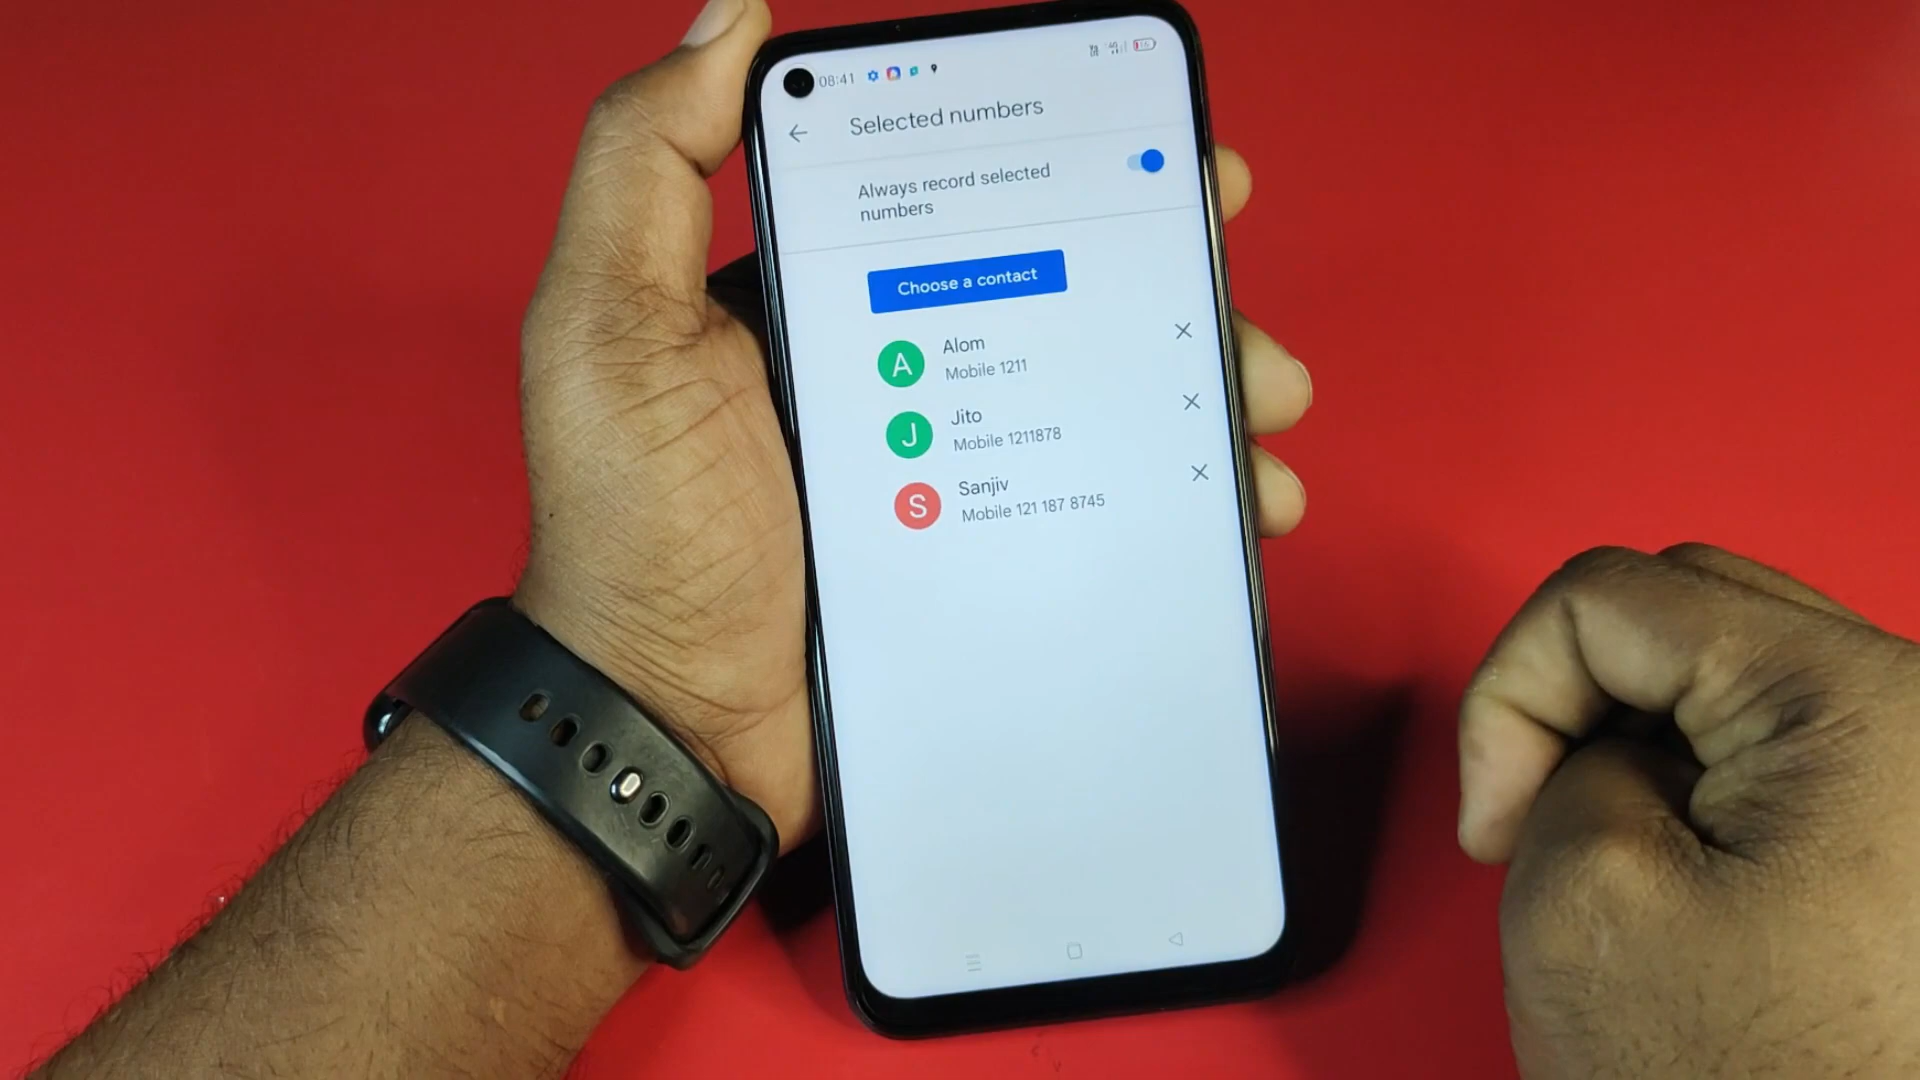 08:41
Selected numbers
Always record selected
numbers
Choose a contact
A
Alom
Mobile 1211
J
Jito
Mobile 1211878
S
Sanjiv
Mobile 121 187 8745